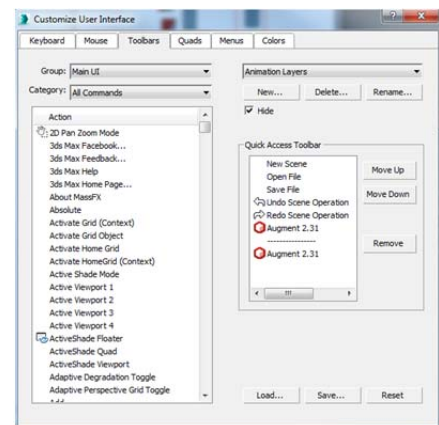 Customize User Interface
Keyboard Mouse Toolbars Quads Menus Colors
Group: Main UI
Category: All Commands
Action
2D Pan Zoom Mode
3ds Max Facebook...
3ds Max Feedback...
3ds Max Help
3ds Max Home Page...
About MassFX
Absolute
Activate Grid (Context)
Activate Grid Object
Activate Home Grid
Activate HomeGrid (Context)
Active Shade Mode
Active Viewport 1
Active Viewport 2
Active Viewport 3
Active Viewport 4
ActiveShade Floater
ActiveShade Quad
ActiveShade Viewport
Adaptive Degradation Toggle
Adaptive Perspective Grid Toggle
Animation Layers
New... Delete... Rename...
Hide
Quick Access Toolbar
New Scene
Open File
Save File
Undo Scene Operation
Redo Scene Operation
Augment 2.31
----------------
Augment 2.31
Move Up
Move Down
Remove
Load... Save... Reset